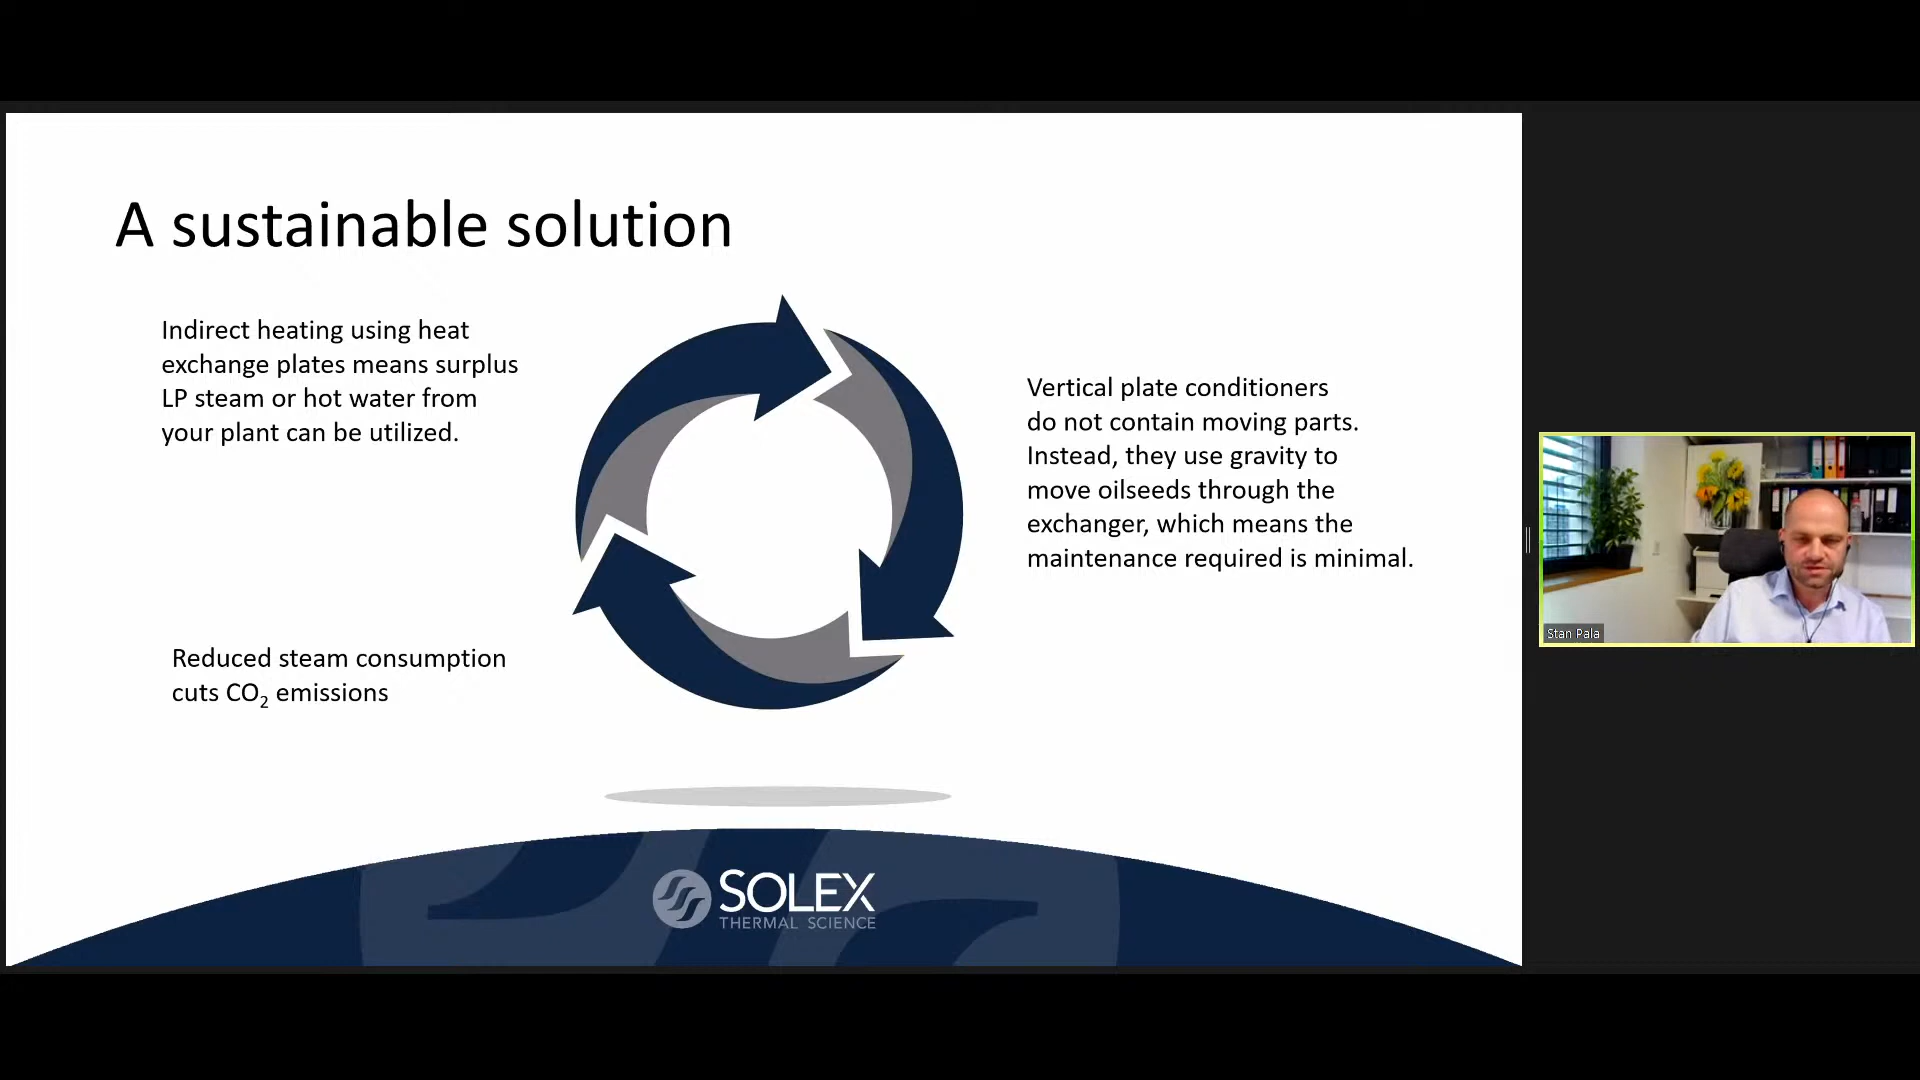 A sustainable solution
Indirect heating using heat
exchange plates means surplus
LP steam or hot water from
your plant can be utilized.
Vertical plate conditioners
do not contain moving parts.
Instead, they use gravity to
move oilseeds through the
exchanger, which means the
maintenance required is minimal.
Reduced steam consumption
cuts CO₂ emissions
SOLEX
THERMAL SCIENCE
Stan Pala